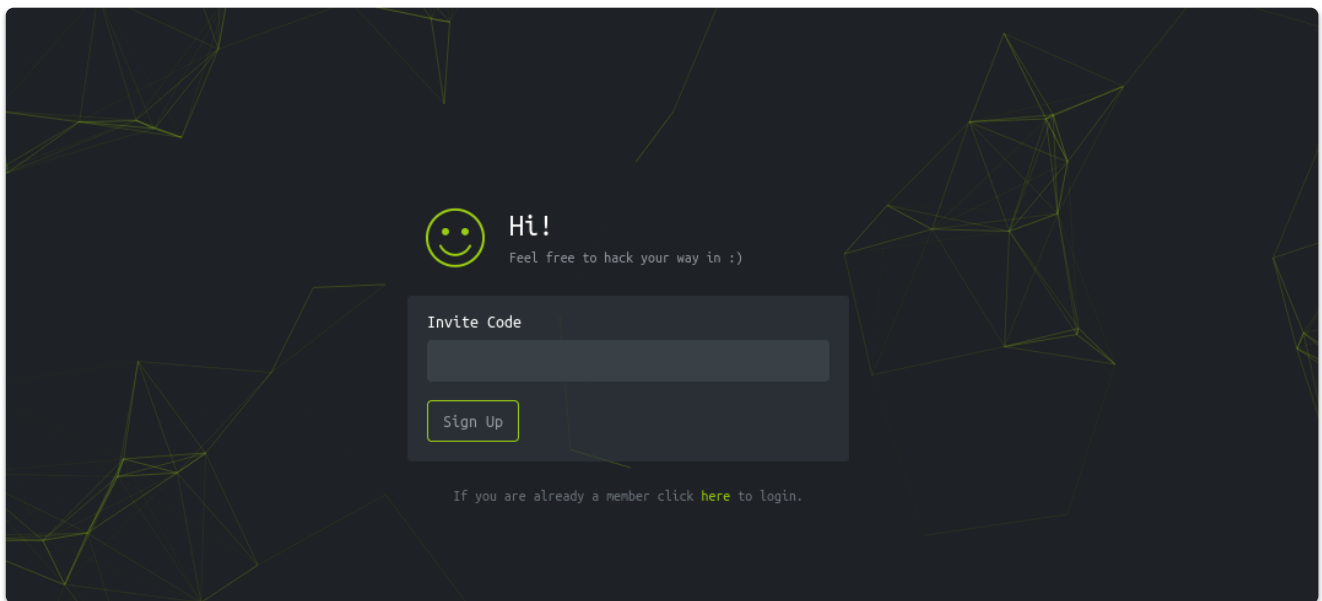 Hi!
Feel free to hack your way in :)
Invite Code
Sign Up
If you are already a member click here to login.